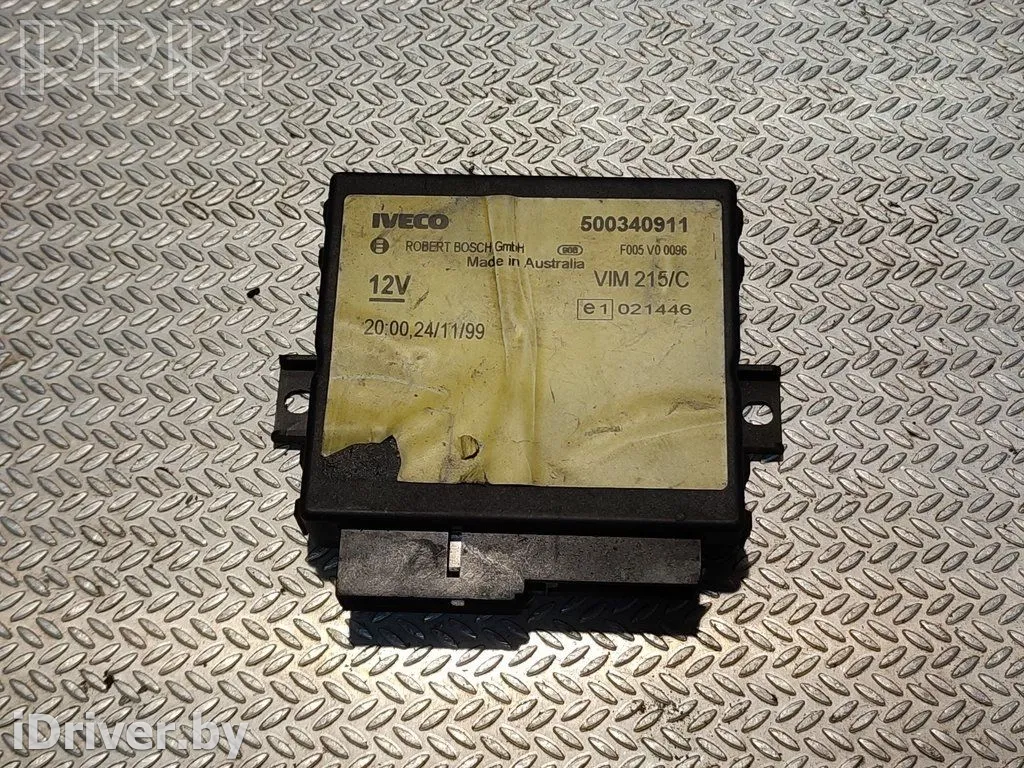 RRR
IVECO 500340911
ROBERT BOSCH GmbH F005 V0 0096
Made in Australia
12V VIM 215/C
e1 021446
20:00,24/11/99
iDriver.by